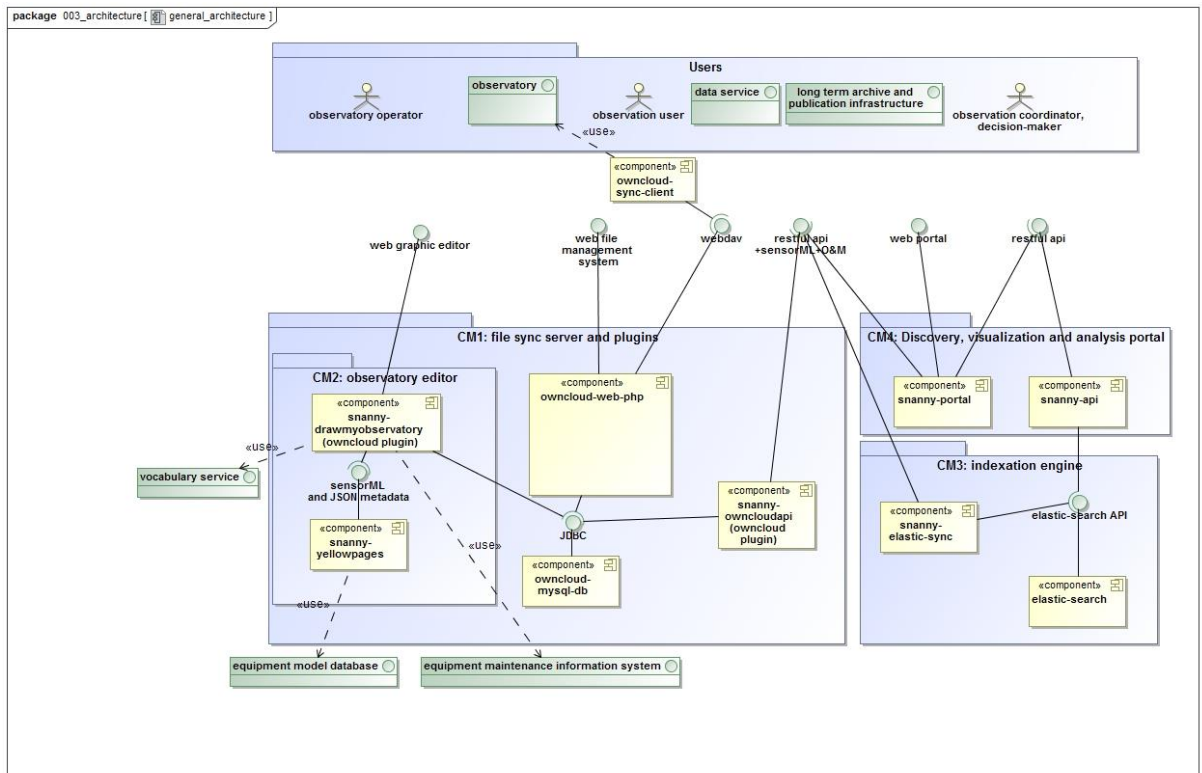 package 003_architecture [ general_architecture ]
Users
observatory operator
observatory
observation user
data service
long term archive and
publication infrastructure
observation coordinator,
decision-maker
«use»
«component»
owncloud-
sync-client
web graphic editor
web file
management
system
webdav
restful api
+sensorML+O&M
web portal
restful api
CM1: file sync server and plugins
CM2: observatory editor
«component»
snanny-
drawmyobservatory
(owncloud plugin)
«use»
vocabulary service
sensorML
and JSON metadata
«component»
snanny-
yellowpages
«use»
«use»
«component»
owncloud-web-php
JDBC
«component»
owncloud-
mysql-db
«component»
snanny-
owncloudapi
(owncloud
plugin)
CM4: Discovery, visualization and analysis portal
«component»
snanny-portal
«component»
snanny-api
CM3: indexation engine
«component»
snanny-
elastic-sync
elastic-search API
«component»
elastic-search
equipment model database
equipment maintenance information system